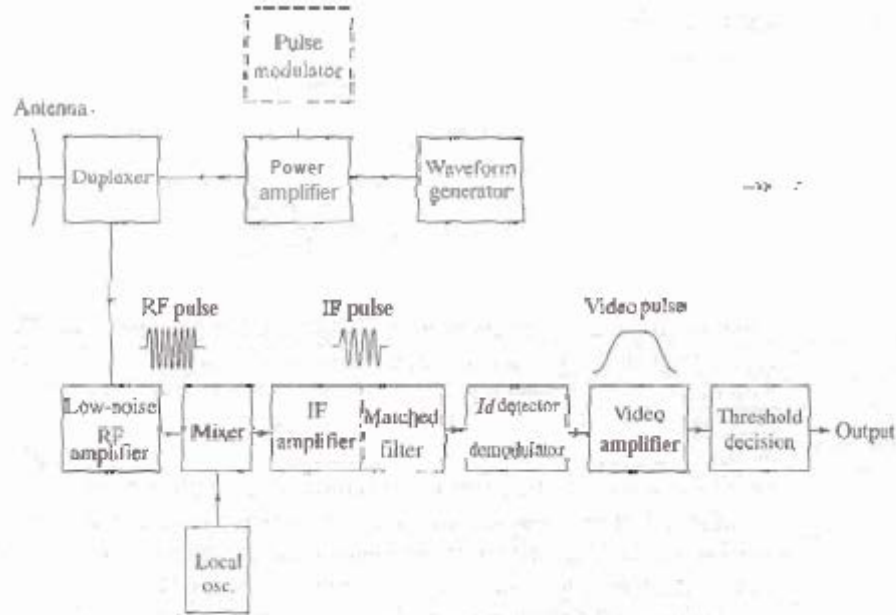 Pulse
modulator
Antenna
Duplexer
Power
amplifier
Waveform
generator
RF pulse
IF pulse
Video pulse
Low-noise
RF
amplifier
Mixer
IF
amplifier
Matched
filter
2d detector
demodulator
Video
amplifier
Threshold
decision
Output
Local
osc.